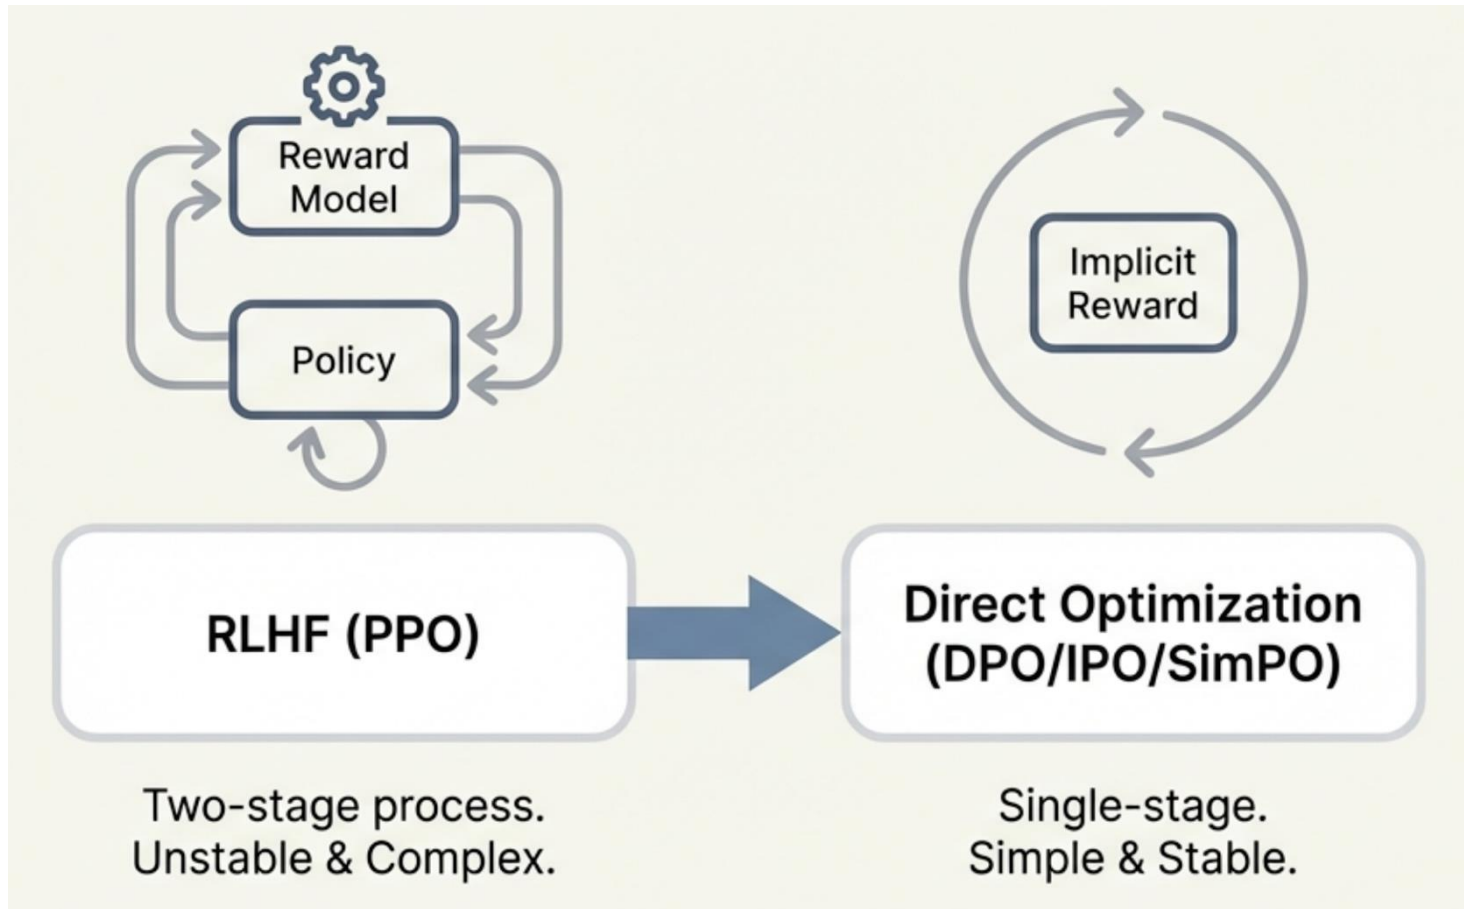 Reward
Model
Policy
Implicit
Reward
RLHF (PPO)
Direct Optimization
(DPO/IPO/SimPO)
Two-stage process.
Unstable & Complex.
Single-stage.
Simple & Stable.